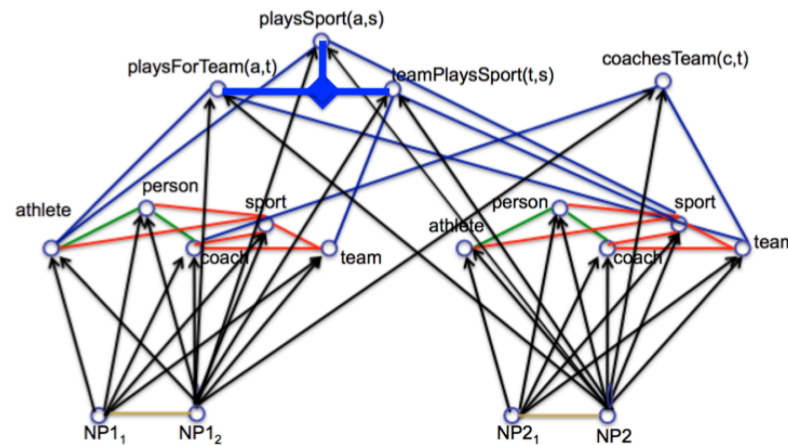 playsSport(a,s)
playsForTeam(a,t)
teamPlaysSport(t,s)
coachesTeam(c,t)
person
sport
athlete
coach
team
person
sport
athlete
coach
team
NP1₁
NP1₂
NP2₁
NP2